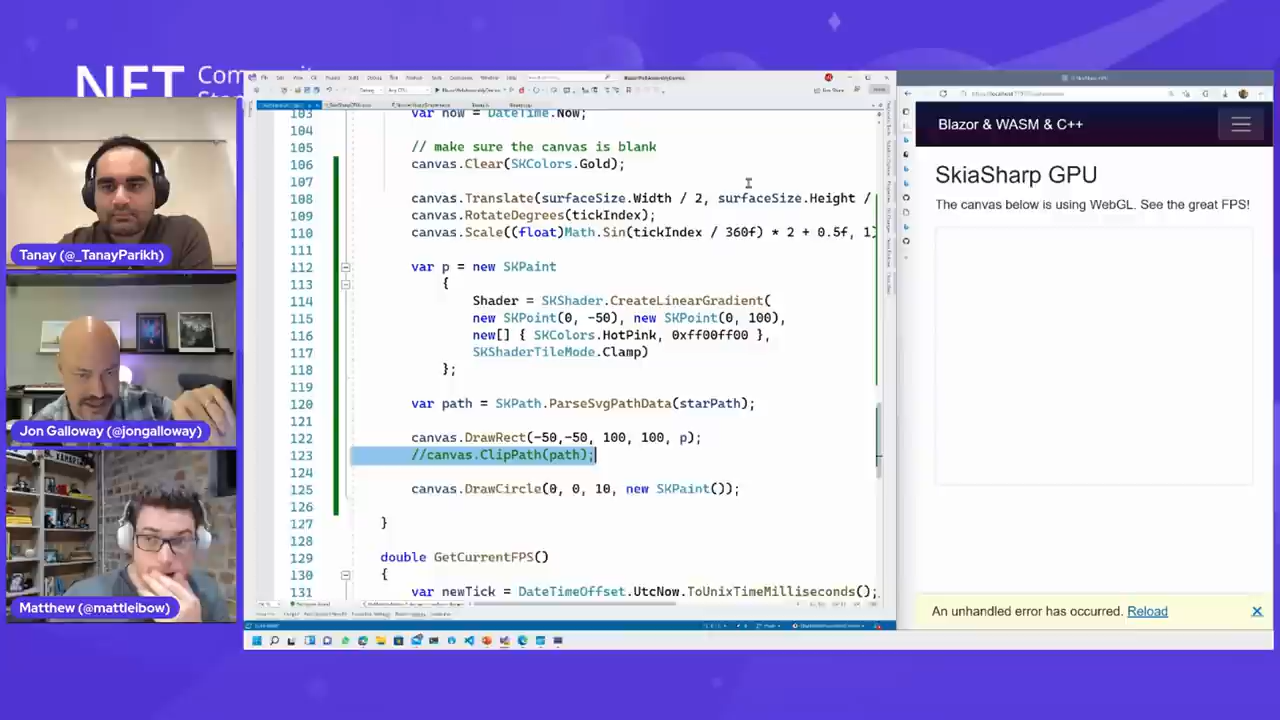 .NET Communit
Tanay (@_TanayParikh)
Jon Galloway (@jongalloway)
Matthew (@mattleibow)
103 var now = DateTime.Now;
104
105 // make sure the canvas is blank
106 canvas.Clear(SKColors.Gold);
107
108 canvas.Translate(surfaceSize.Width / 2, surfaceSize.Height /
109 canvas.RotateDegrees(tickIndex);
110 canvas.Scale((float)Math.Sin(tickIndex / 360f) * 2 + 0.5f, 1)
111
112 var p = new SKPaint
113 {
114 Shader = SKShader.CreateLinearGradient(
115 new SKPoint(0, -50), new SKPoint(0, 100),
116 new[] { SKColors.HotPink, 0xff00ff00 },
117 SKShaderTileMode.Clamp)
118 };
119
120 var path = SKPath.ParseSvgPathData(starPath);
121
122 canvas.DrawRect(-50,-50, 100, 100, p);
123 //canvas.ClipPath(path);
124
125 canvas.DrawCircle(0, 0, 10, new SKPaint());
126
127 }
128
129 double GetCurrentFPS()
130 {
131 var newTick = DateTimeOffset.UtcNow.ToUnixTimeMilliseconds();
Blazor & WASM & C++
SkiaSharp GPU
The canvas below is using WebGL. See the great FPS!
An unhandled error has occurred. Reload